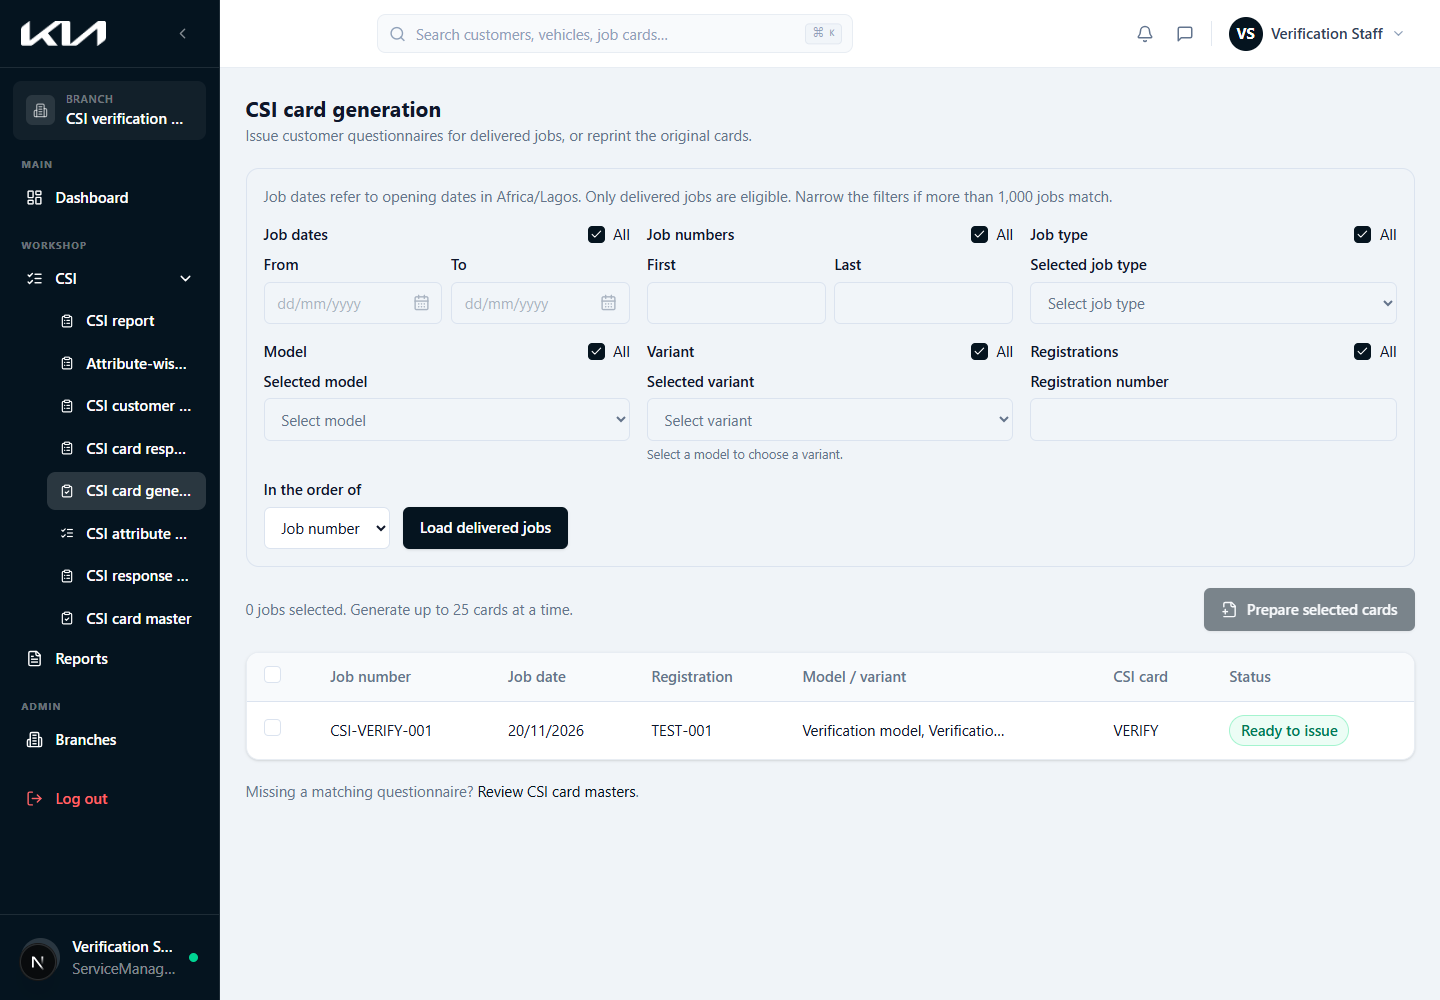 KIA
Search customers, vehicles, job cards...
⌘ K
VS
Verification Staff
BRANCH
CSI verification ...
MAIN
Dashboard
WORKSHOP
CSI
CSI report
Attribute-wis...
CSI customer ...
CSI card resp...
CSI card gene...
CSI attribute ...
CSI response ...
CSI card master
Reports
ADMIN
Branches
Log out
N
Verification S...
ServiceManag...
CSI card generation
Issue customer questionnaires for delivered jobs, or reprint the original cards.
Job dates refer to opening dates in Africa/Lagos. Only delivered jobs are eligible. Narrow the filters if more than 1,000 jobs match.
Job dates All Job numbers All Job type All
From To First Last Selected job type
dd/mm/yyyy dd/mm/yyyy Select job type
Model All Variant All Registrations All
Selected model Selected variant Registration number
Select model Select variant
Select a model to choose a variant.
In the order of
Job number Load delivered jobs
0 jobs selected. Generate up to 25 cards at a time. Prepare selected cards
Job number Job date Registration Model / variant CSI card Status
CSI-VERIFY-001 20/11/2026 TEST-001 Verification model, Verificatio... VERIFY Ready to issue
Missing a matching questionnaire? Review CSI card masters.